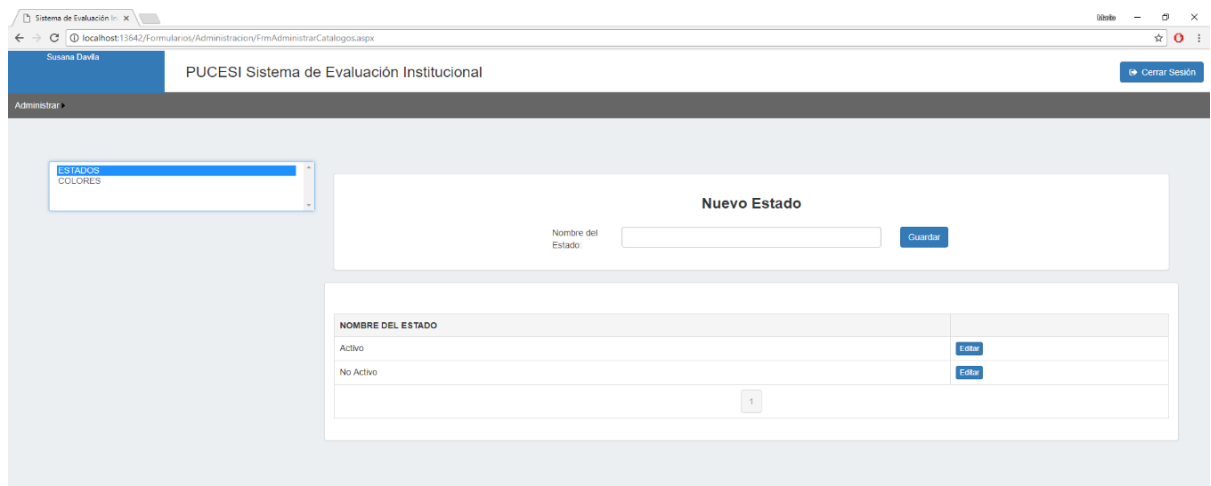 Sistema de Evaluación In
localhost:13642/Formularios/Administracion/FrmAdministrarCatalogos.aspx
Susana Davila
PUCESI Sistema de Evaluación Institucional
Cerrar Sesión
Administrar
ESTADOS
COLORES
Nuevo Estado
Nombre del
Estado:
Guardar
NOMBRE DEL ESTADO
Activo
Editar
No Activo
Editar
1